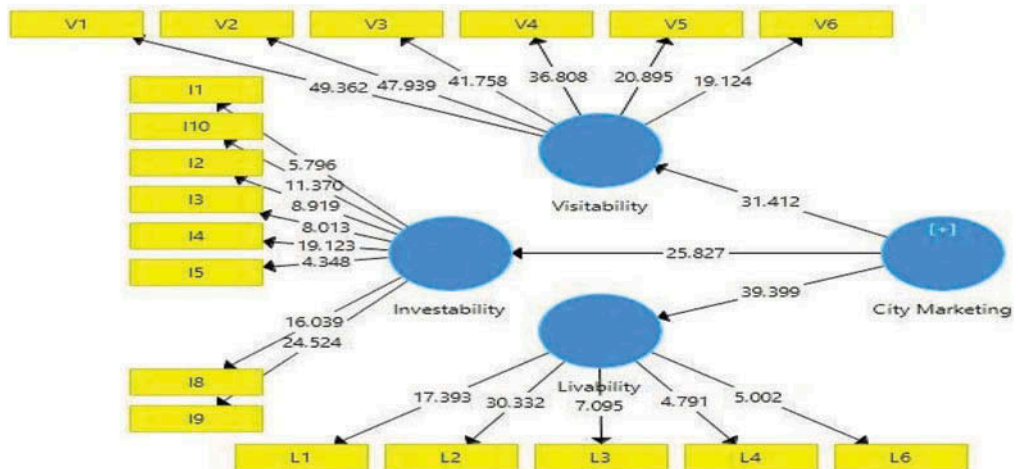 V1 V2 V3 V4 V5 V6
49.362 47.939 41.758 36.808 20.895 19.124
I1
I10
I2
I3
I4
I5
5.796
11.370
8.919
8.013
19.123
4.348
Visitability
31.412
[+]
25.827
Investability
City Marketing
39.399
16.039
24.524
I8
I9
Livability
17.393 30.332 7.095 4.791 5.002
L1 L2 L3 L4 L6